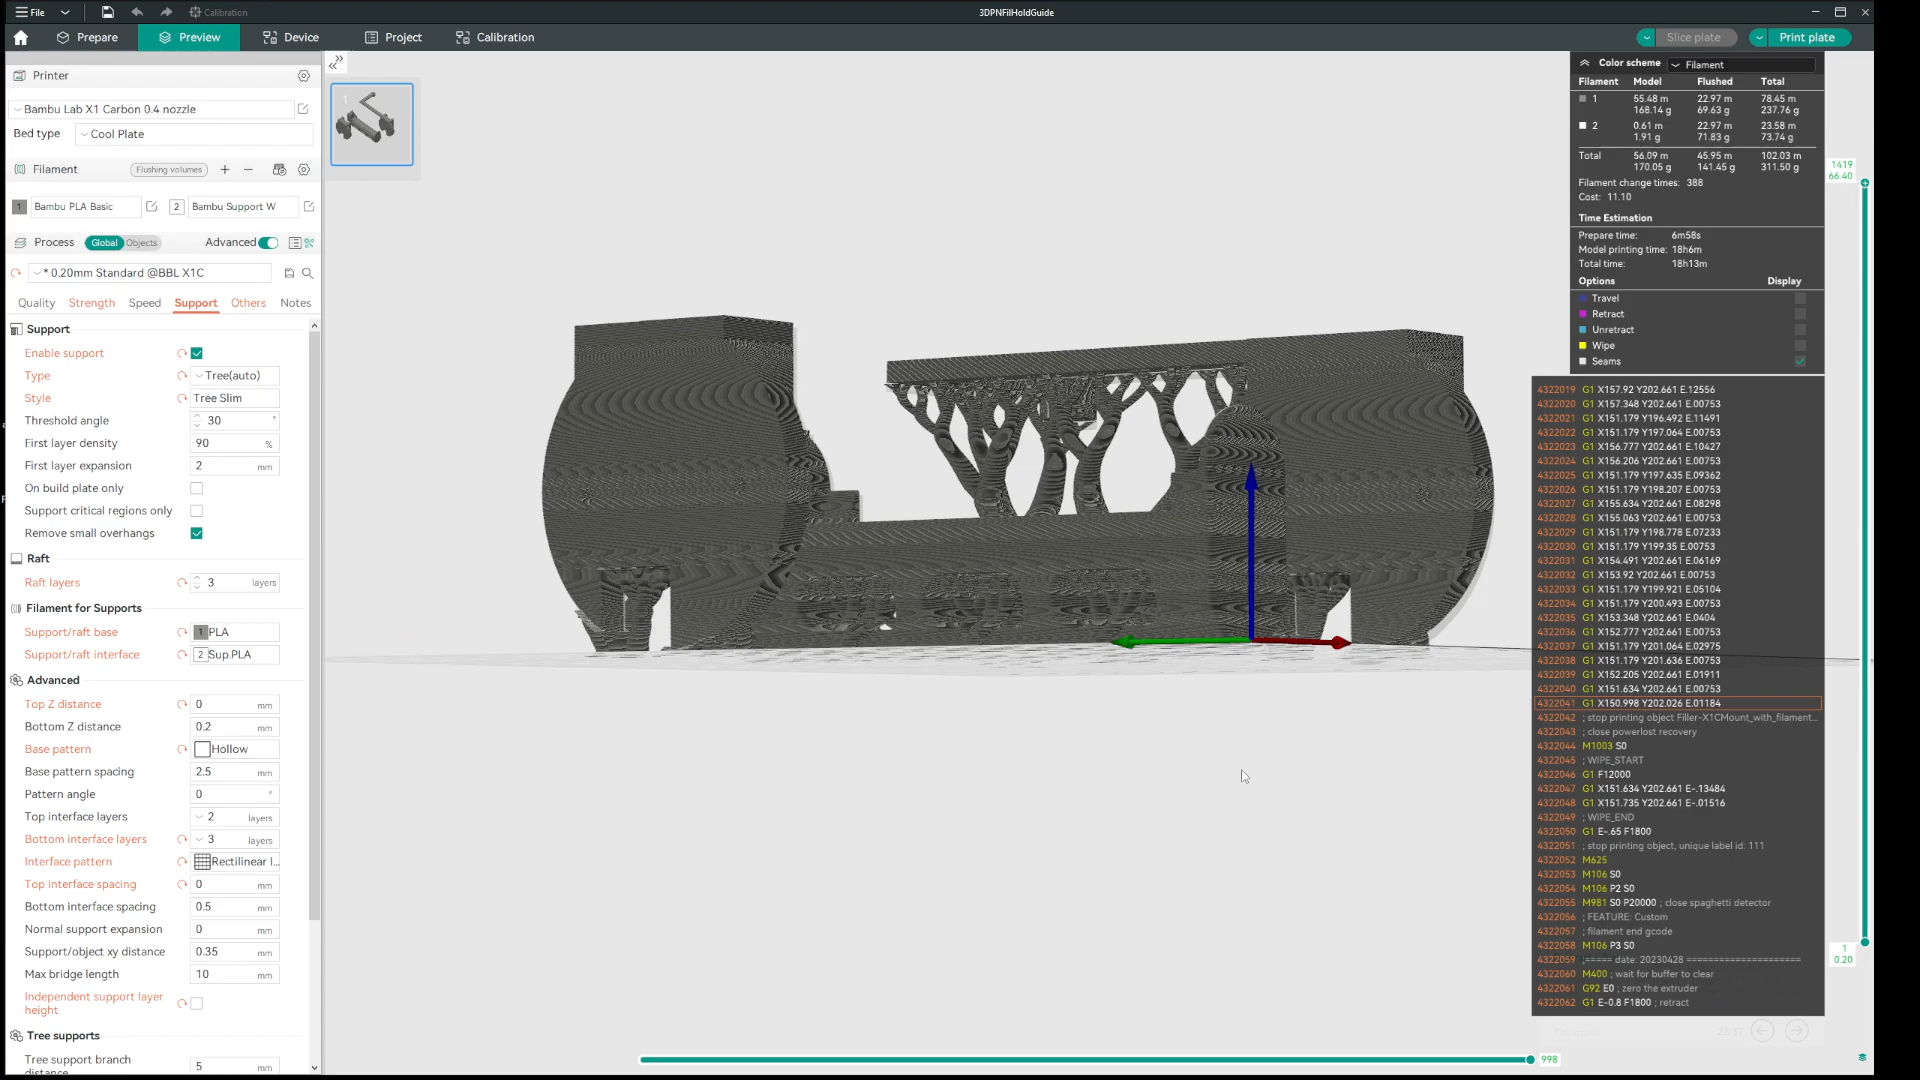 File
Calibration
3DPNFilHoldGuide
Prepare
Preview
Device
Project
Calibration
Slice plate
Print plate
Printer
Bambu Lab X1 Carbon 0.4 nozzle
Bed type
Cool Plate
Filament
Flushing volumes
1 Bambu PLA Basic
2 Bambu Support W
Process
Global Objects
Advanced
* 0.20mm Standard @BBL X1C
Quality Strength Speed Support Others Notes
Support
Enable support
Type Tree(auto)
Style Tree Slim
Threshold angle 30 °
First layer density 90 %
First layer expansion 2 mm
On build plate only
Support critical regions only
Remove small overhangs
Raft
Raft layers 3 layers
Filament for Supports
Support/raft base 1 PLA
Support/raft interface 2 Sup.PLA
Advanced
Top Z distance 0 mm
Bottom Z distance 0.2 mm
Base pattern Hollow
Base pattern spacing 2.5 mm
Pattern angle 0 °
Top interface layers 2 layers
Bottom interface layers 3 layers
Interface pattern Rectilinear I...
Top interface spacing 0 mm
Bottom interface spacing 0.5 mm
Normal support expansion 0 mm
Support/object xy distance 0.35 mm
Max bridge length 10 mm
Independent support layer
height
Tree supports
Tree support branch
distance 5 mm
1
Color scheme Filament
Filament Model Flushed Total
1 55.48 m 22.97 m 78.45 m
168.14 g 69.63 g 237.76 g
2 0.61 m 22.97 m 23.58 m
1.91 g 71.83 g 73.74 g
Total 56.09 m 45.95 m 102.03 m
170.05 g 141.45 g 311.50 g
Filament change times: 388
Cost: 11.10
Time Estimation
Prepare time: 6m58s
Model printing time: 18h6m
Total time: 18h13m
Options Display
Travel
Retract
Unretract
Wipe
Seams
1419
66.40
4322019 G1 X157.92 Y202.661 E.12556
4322020 G1 X157.348 Y202.661 E.00753
4322021 G1 X151.179 Y196.492 E.11491
4322022 G1 X151.179 Y197.064 E.00753
4322023 G1 X156.777 Y202.661 E.10427
4322024 G1 X156.206 Y202.661 E.00753
4322025 G1 X151.179 Y197.635 E.09362
4322026 G1 X151.179 Y198.207 E.00753
4322027 G1 X155.634 Y202.661 E.08298
4322028 G1 X155.063 Y202.661 E.00753
4322029 G1 X151.179 Y198.778 E.07233
4322030 G1 X151.179 Y199.35 E.00753
4322031 G1 X154.491 Y202.661 E.06169
4322032 G1 X153.92 Y202.661 E.00753
4322033 G1 X151.179 Y199.921 E.05104
4322034 G1 X151.179 Y200.493 E.00753
4322035 G1 X153.348 Y202.661 E.0404
4322036 G1 X152.777 Y202.661 E.00753
4322037 G1 X151.179 Y201.064 E.02975
4322038 G1 X151.179 Y201.636 E.00753
4322039 G1 X152.205 Y202.661 E.01911
4322040 G1 X151.634 Y202.661 E.00753
4322041 G1 X150.998 Y202.026 E.01184
4322042 ; stop printing object Filler-X1CMount_with_filament...
4322043 ; close powerlost recovery
4322044 M1003 S0
4322045 ; WIPE_START
4322046 G1 F12000
4322047 G1 X151.634 Y202.661 E-.13484
4322048 G1 X151.735 Y202.661 E-.01516
4322049 ; WIPE_END
4322050 G1 E-.65 F1800
4322051 ; stop printing object, unique label id: 111
4322052 M625
4322053 M106 S0
4322054 M106 P2 S0
4322055 M981 S0 P20000 ; close spaghetti detector
4322056 ; FEATURE: Custom
4322057 ; filament end gcode
4322058 M106 P3 S0
4322059 ;===== date: 20230428 =====================
4322060 M400 ; wait for buffer to clear
4322061 G92 E0 ; zero the extruder
4322062 G1 E-0.8 F1800 ; retract
1
0.20
998